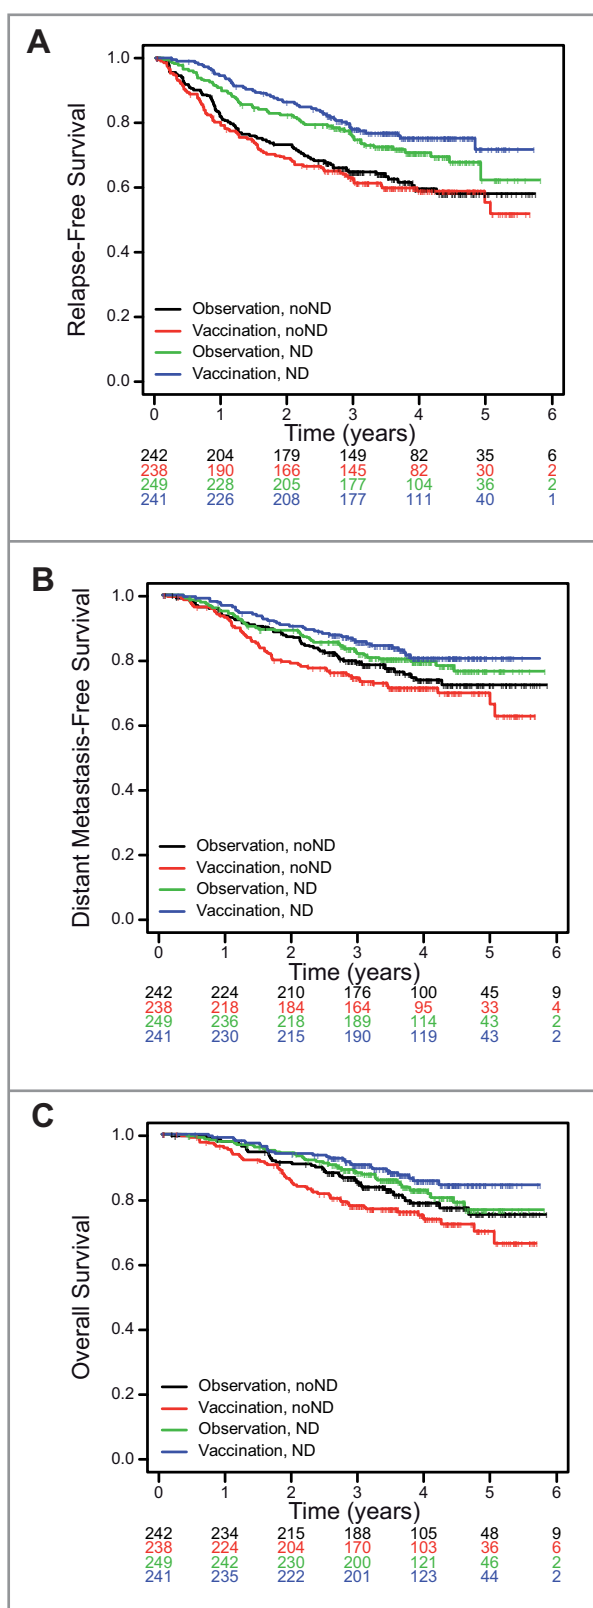 A
Relapse-Free Survival
1.0
0.8
0.6
0.4
0.2
0.0
Observation, noND
Vaccination, noND
Observation, ND
Vaccination, ND
0 1 2 3 4 5 6
Time (years)
242 204 179 149 82 35 6
238 190 166 145 82 30 2
249 228 205 177 104 36 2
241 226 208 177 111 40 1
B
Distant Metastasis-Free Survival
1.0
0.8
0.6
0.4
0.2
0.0
Observation, noND
Vaccination, noND
Observation, ND
Vaccination, ND
0 1 2 3 4 5 6
Time (years)
242 224 210 176 100 45 9
238 218 184 164 95 33 4
249 236 218 189 114 43 2
241 230 215 190 119 43 2
C
Overall Survival
1.0
0.8
0.6
0.4
0.2
0.0
Observation, noND
Vaccination, noND
Observation, ND
Vaccination, ND
0 1 2 3 4 5 6
Time (years)
242 234 215 188 105 48 9
238 224 204 170 103 36 6
249 242 230 200 121 46 2
241 235 222 201 123 44 2